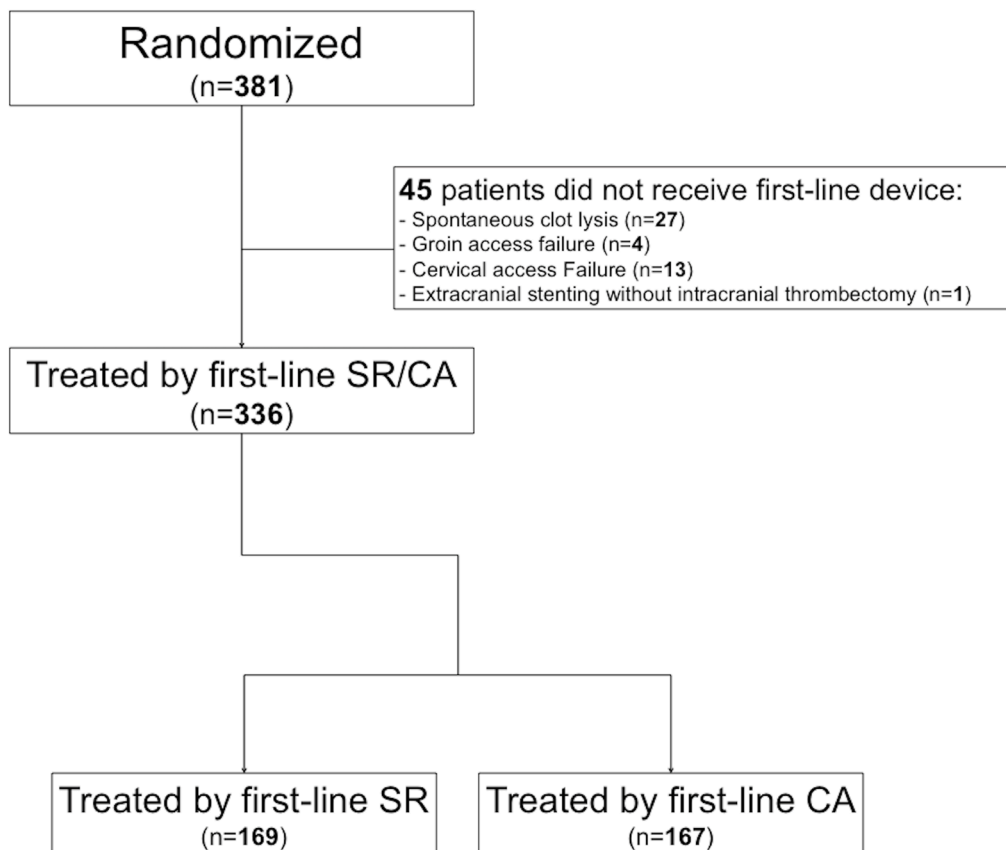 Randomized
(n=381)
45 patients did not receive first-line device:
- Spontaneous clot lysis (n=27)
- Groin access failure (n=4)
- Cervical access Failure (n=13)
- Extracranial stenting without intracranial thrombectomy (n=1)
Treated by first-line SR/CA
(n=336)
Treated by first-line SR
(n=169)
Treated by first-line CA
(n=167)